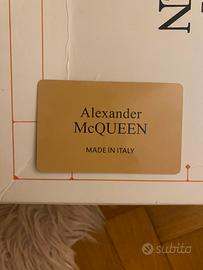 Alexander
McQUEEN
MADE IN ITALY
subito